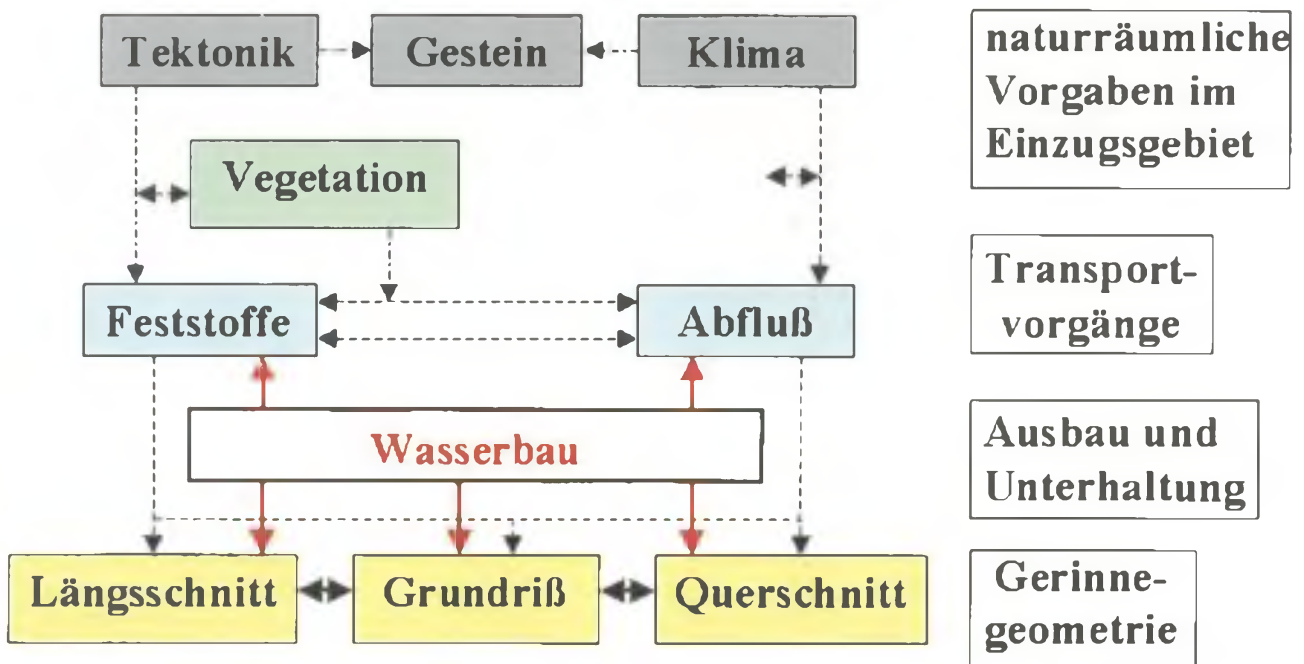 Tektonik
Gestein
Klima
naturräumliche
Vorgaben im
Einzugsgebiet
Vegetation
Feststoffe
Abfluß
Transport-
vorgänge
Wasserbau
Ausbau und
Unterhaltung
Längsschnitt
Grundriß
Querschnitt
Gerinne-
geometrie